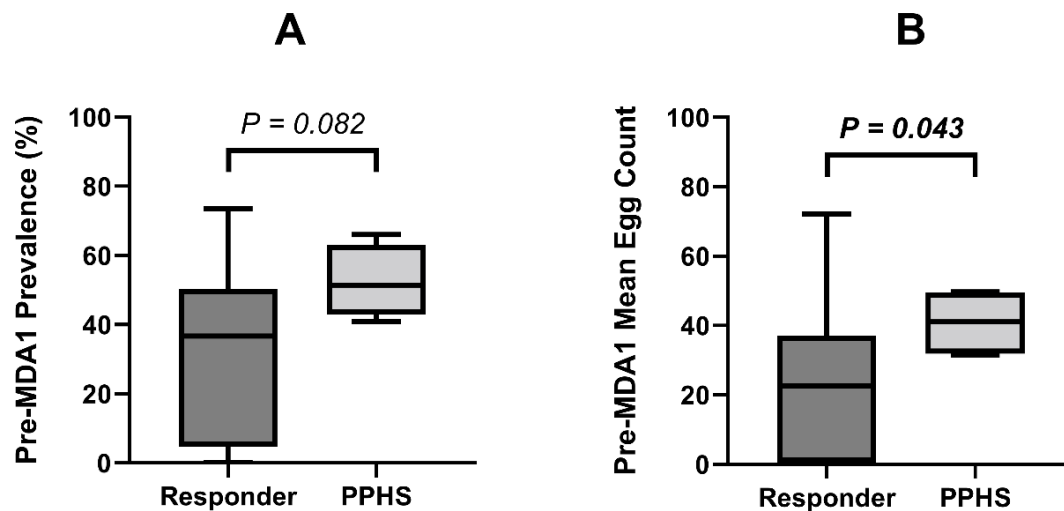 A
Pre-MDA1 Prevalence (%)
100
80
60
40
20
0
P = 0.082
Responder
PPHS
B
Pre-MDA1 Mean Egg Count
100
80
60
40
20
0
P = 0.043
Responder
PPHS